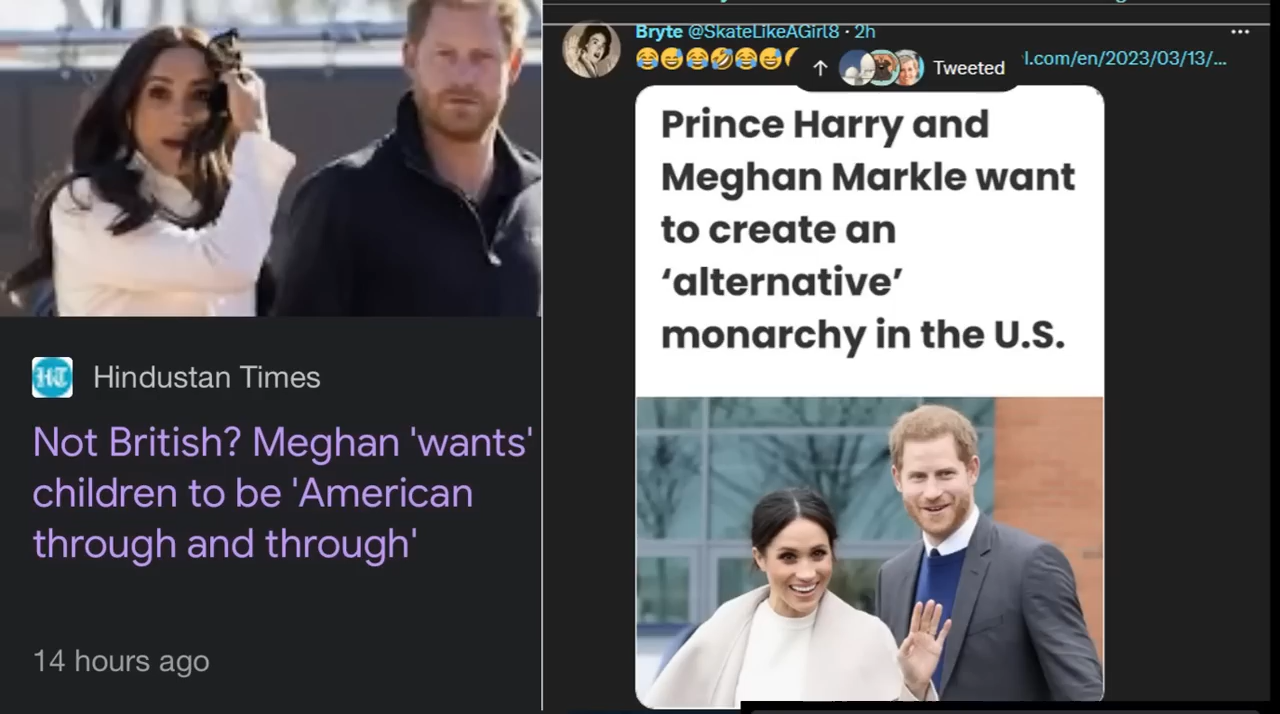 HT Hindustan Times
Not British? Meghan 'wants'
children to be 'American
through and through'
14 hours ago
Bryte @SkateLikeAGirl8 · 2h
😂😅😂🤣😂😅 ↑ Tweeted l.com/en/2023/03/13/...
Prince Harry and
Meghan Markle want
to create an
‘alternative’
monarchy in the U.S.